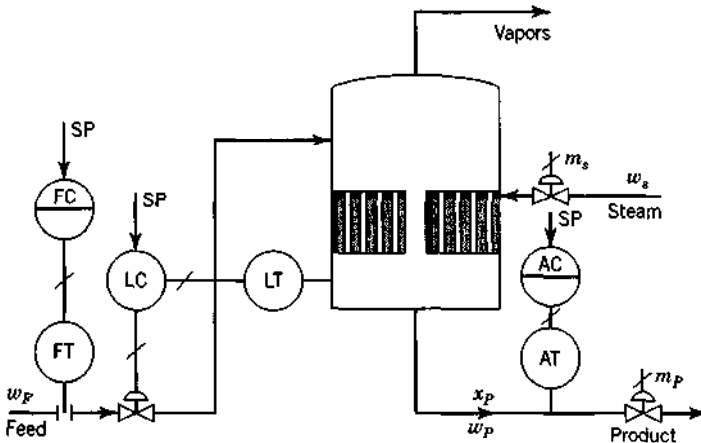 Vapors
SP
FC
SP
m_s
w_s
Steam
SP
LC
LT
AC
FT
AT
w_F
Feed
x_P
w_P
m_P
Product